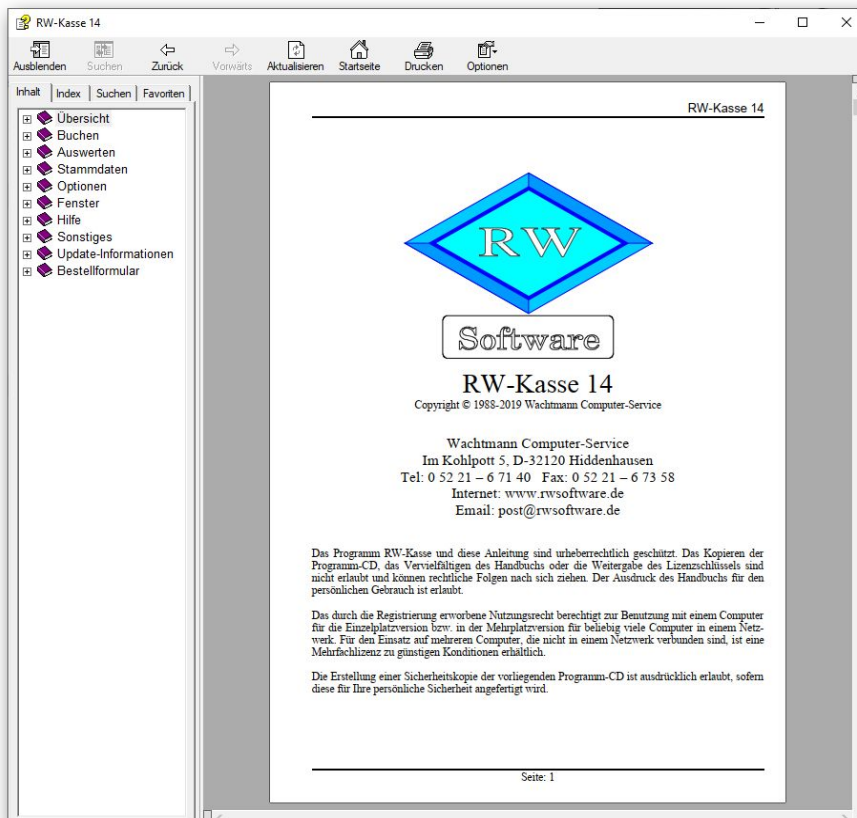 RW-Kasse 14
Ausblenden Suchen Zurück Vorwärts Aktualisieren Startseite Drucken Optionen
Inhalt Index Suchen Favoriten
Übersicht
Buchen
Auswerten
Stammdaten
Optionen
Fenster
Hilfe
Sonstiges
Update-Informationen
Bestellformular
RW-Kasse 14
RW
Software
RW-Kasse 14
Copyright © 1988-2019 Wachtmann Computer-Service
Wachtmann Computer-Service
Im Kohlpott 5, D-32120 Hiddenhausen
Tel: 0 52 21 – 6 71 40 Fax: 0 52 21 – 6 73 58
Internet: www.rwsoftware.de
Email: post@rwsoftware.de
Das Programm RW-Kasse und diese Anleitung sind urheberrechtlich geschützt. Das Kopieren der
Programm-CD, das Vervielfältigen des Handbuchs oder die Weitergabe des Lizenzschlüssels sind
nicht erlaubt und können rechtliche Folgen nach sich ziehen. Der Ausdruck des Handbuchs für den
persönlichen Gebrauch ist erlaubt.
Das durch die Registrierung erworbene Nutzungsrecht berechtigt zur Benutzung mit einem Computer
für die Einzelplatzversion bzw. in der Mehrplatzversion für beliebig viele Computer in einem Netz-
werk. Für den Einsatz auf mehreren Computer, die nicht in einem Netzwerk verbunden sind, ist eine
Mehrfachlizenz zu günstigen Konditionen erhältlich.
Die Erstellung einer Sicherheitskopie der vorliegenden Programm-CD ist ausdrücklich erlaubt, sofern
diese für Ihre persönliche Sicherheit angefertigt wird.
Seite: 1